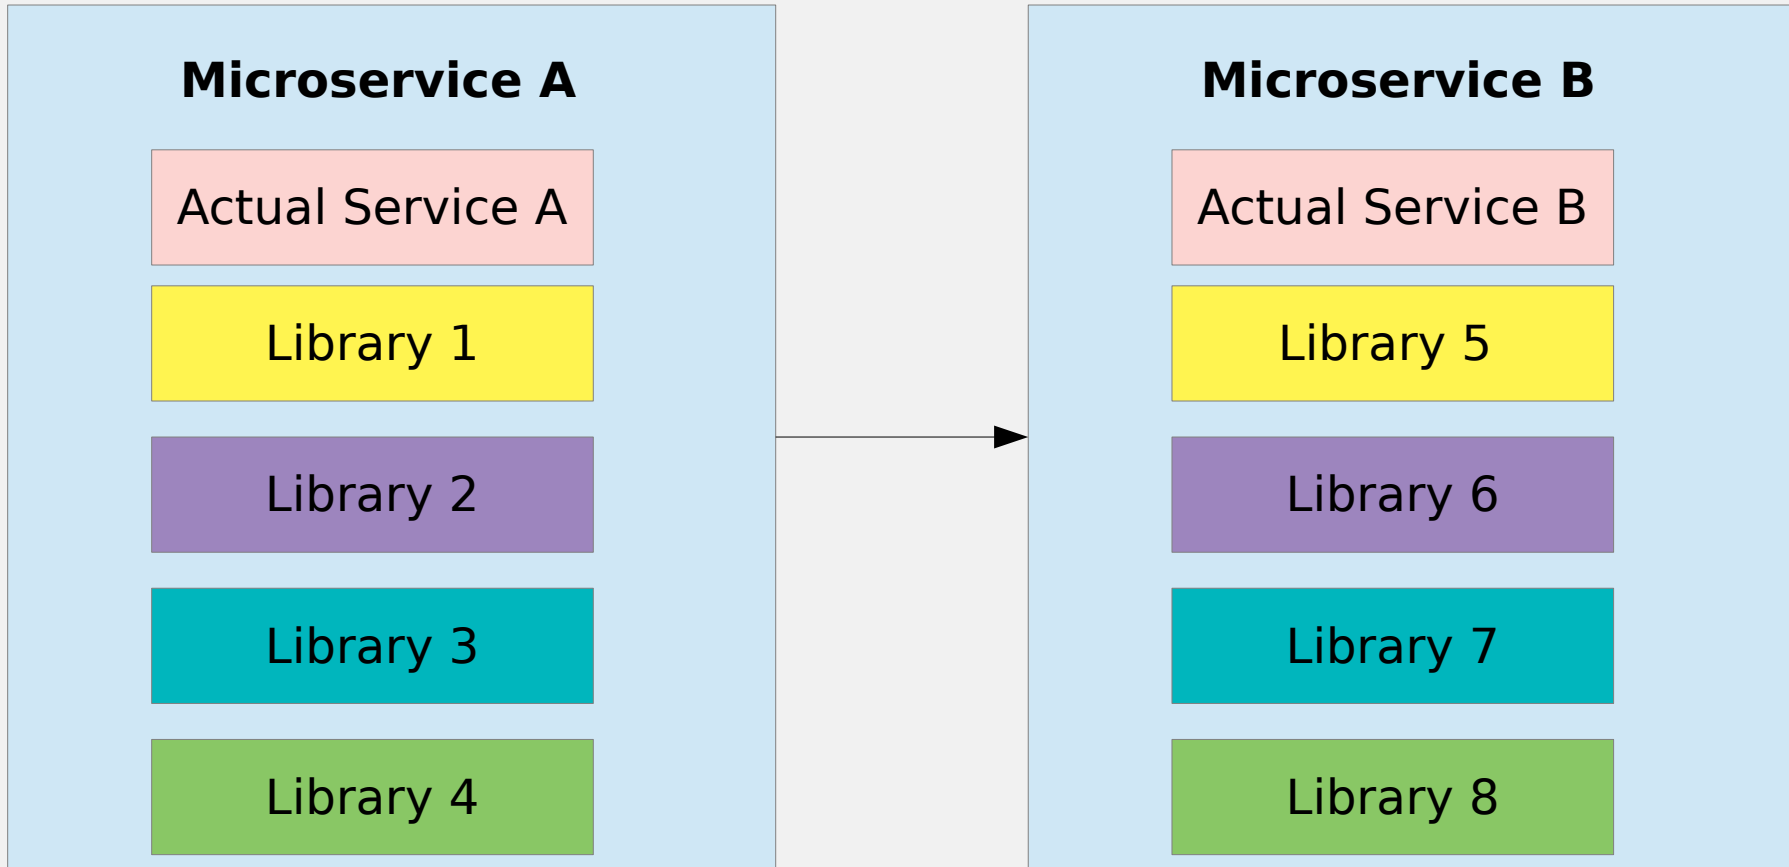 Microservice A
Actual Service A
Library 1
Library 2
Library 3
Library 4
Microservice B
Actual Service B
Library 5
Library 6
Library 7
Library 8